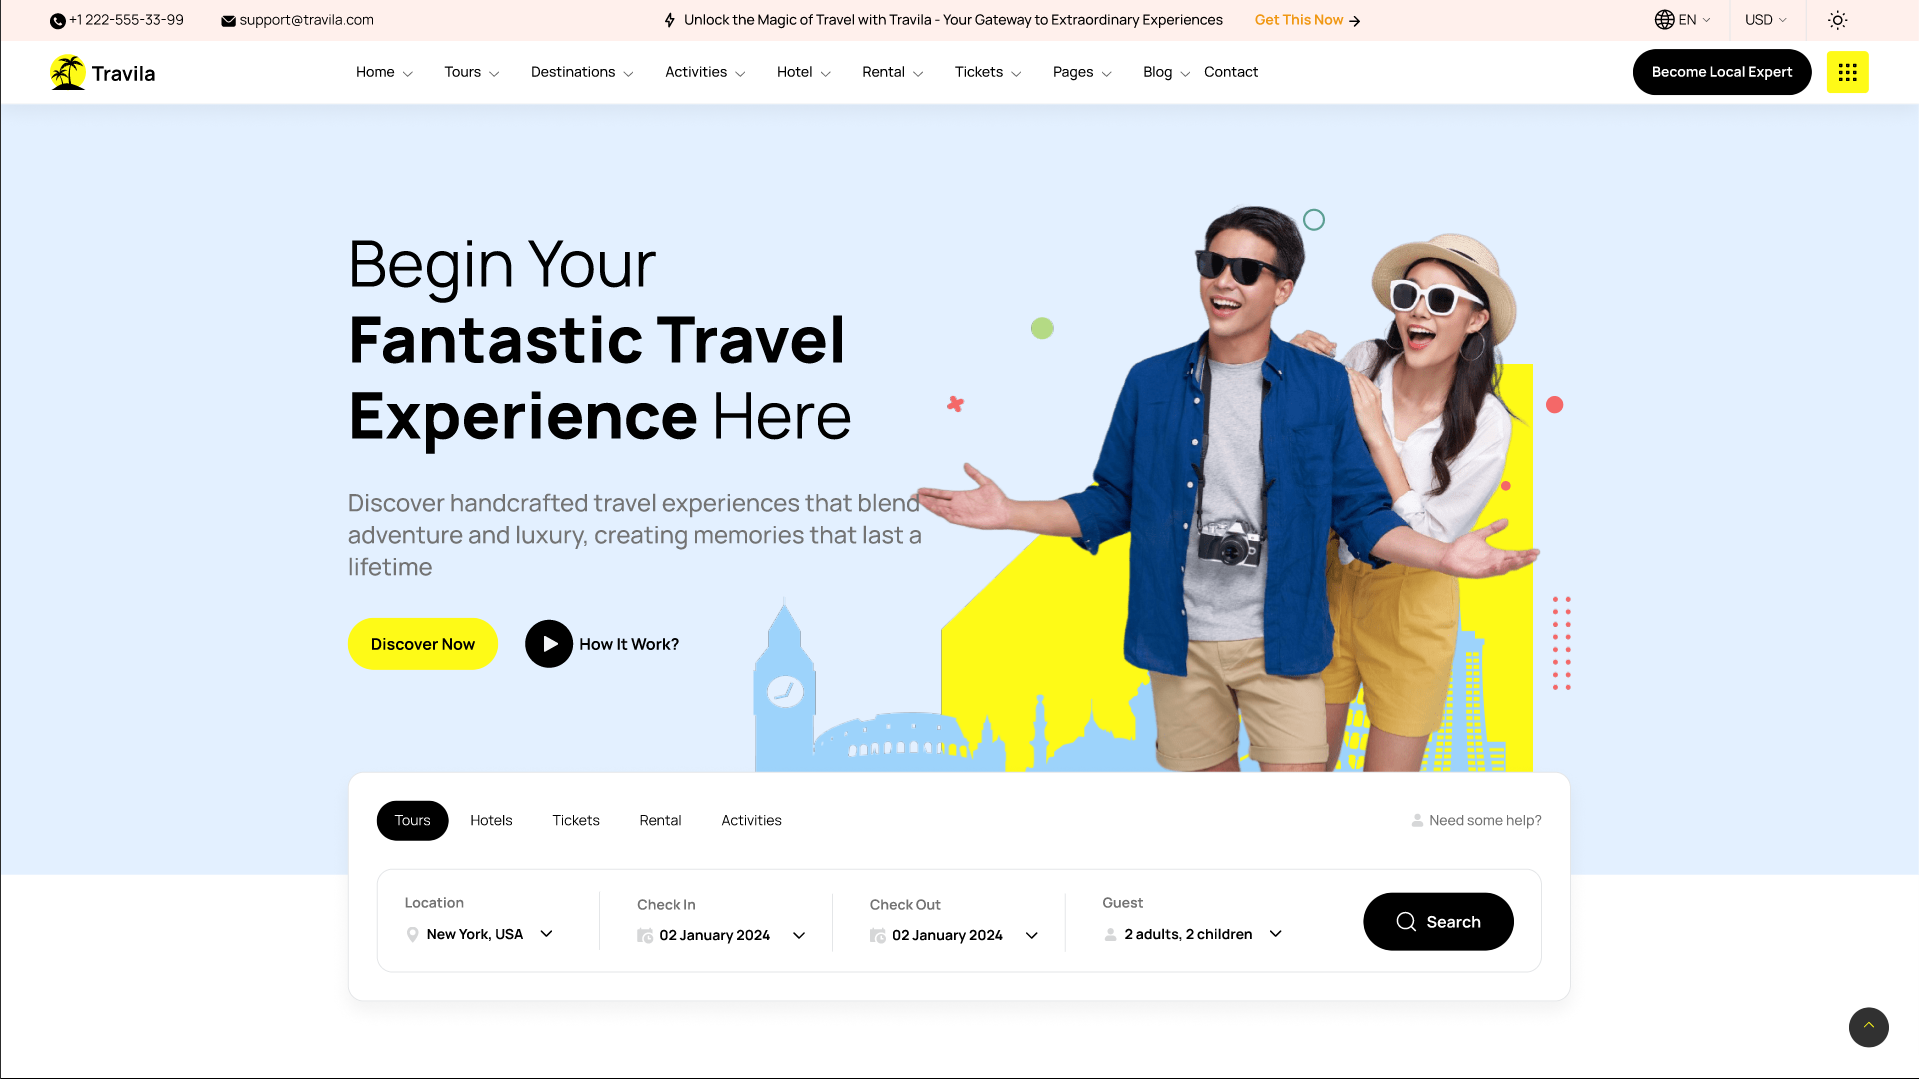 +1 222-555-33-99
support@travila.com
Unlock the Magic of Travel with Travila - Your Gateway to Extraordinary Experiences
Get This Now
EN
USD
Travila
Home
Tours
Destinations
Activities
Hotel
Rental
Tickets
Pages
Blog
Contact
Become Local Expert
Begin Your
Fantastic Travel
Experience Here
Discover handcrafted travel experiences that blend
adventure and luxury, creating memories that last a
lifetime
Discover Now
How It Work?
Tours
Hotels
Tickets
Rental
Activities
Need some help?
Location
New York, USA
Check In
02 January 2024
Check Out
02 January 2024
Guest
2 adults, 2 children
Search